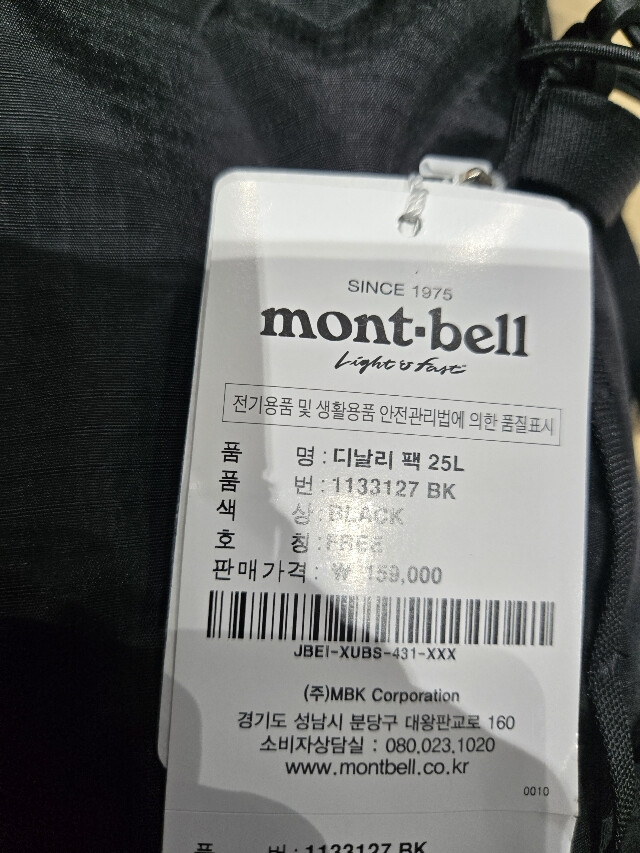 SINCE 1975
mont-bell
Light & Fast
전기용품 및 생활용품 안전관리법에 의한 품질표시
품 명 : 디날리 팩 25L
품 번 : 1133127 BK
색 상 : BLACK
호 칭 : FREE
판매가격 : ₩ 159,000
JBEI-XUBS-431-XXX
(주)MBK Corporation
경기도 성남시 분당구 대왕판교로 160
소비자상담실 : 080.023.1020
www.montbell.co.kr
0010
품 번 : 1133127 BK